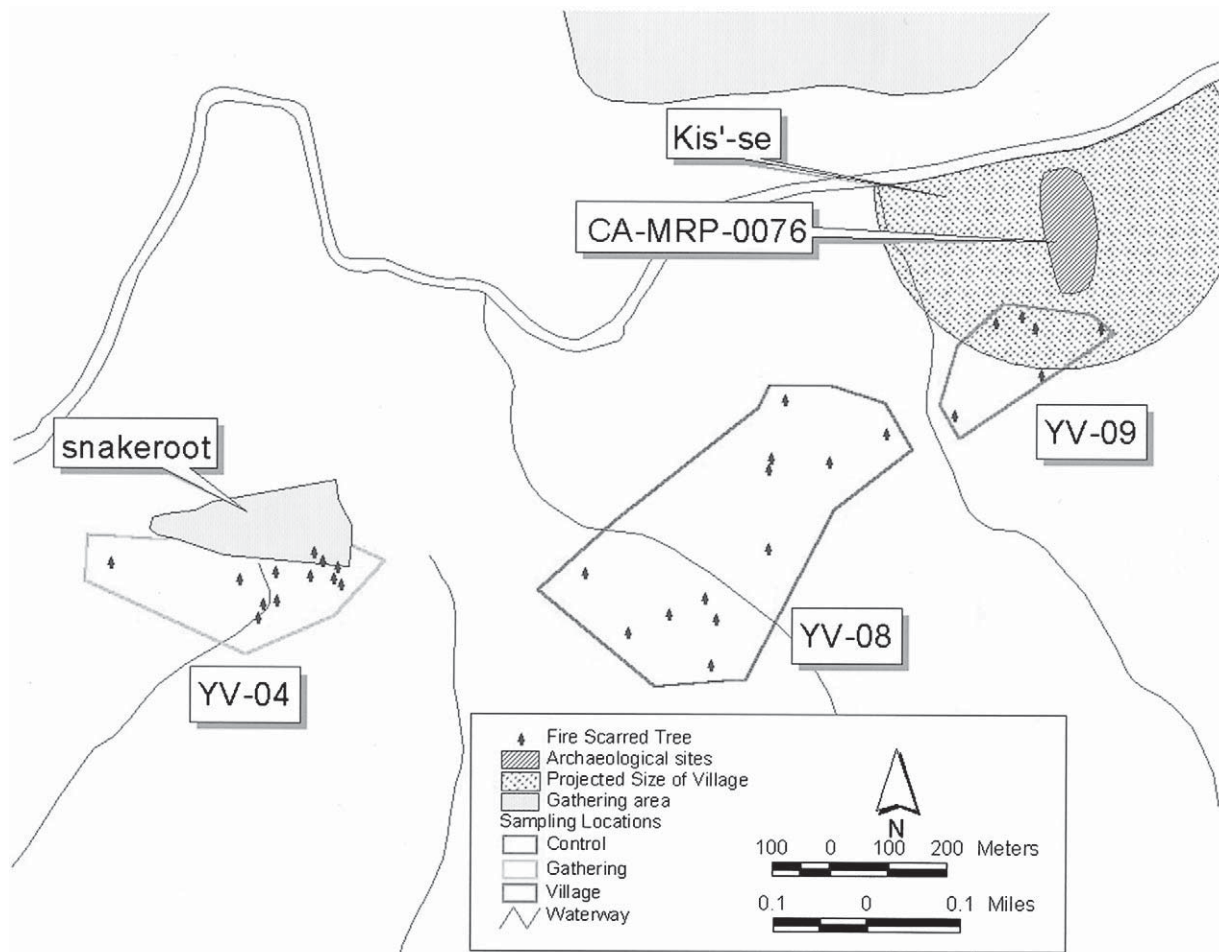 Kis'-se
CA-MRP-0076
snakeroot
YV-09
YV-08
YV-04
Fire Scarred Tree
Archaeological sites
Projected Size of Village
Gathering area
Sampling Locations
Control
Gathering
Village
Waterway
N
100 0 100 200 Meters
0.1 0 0.1 Miles